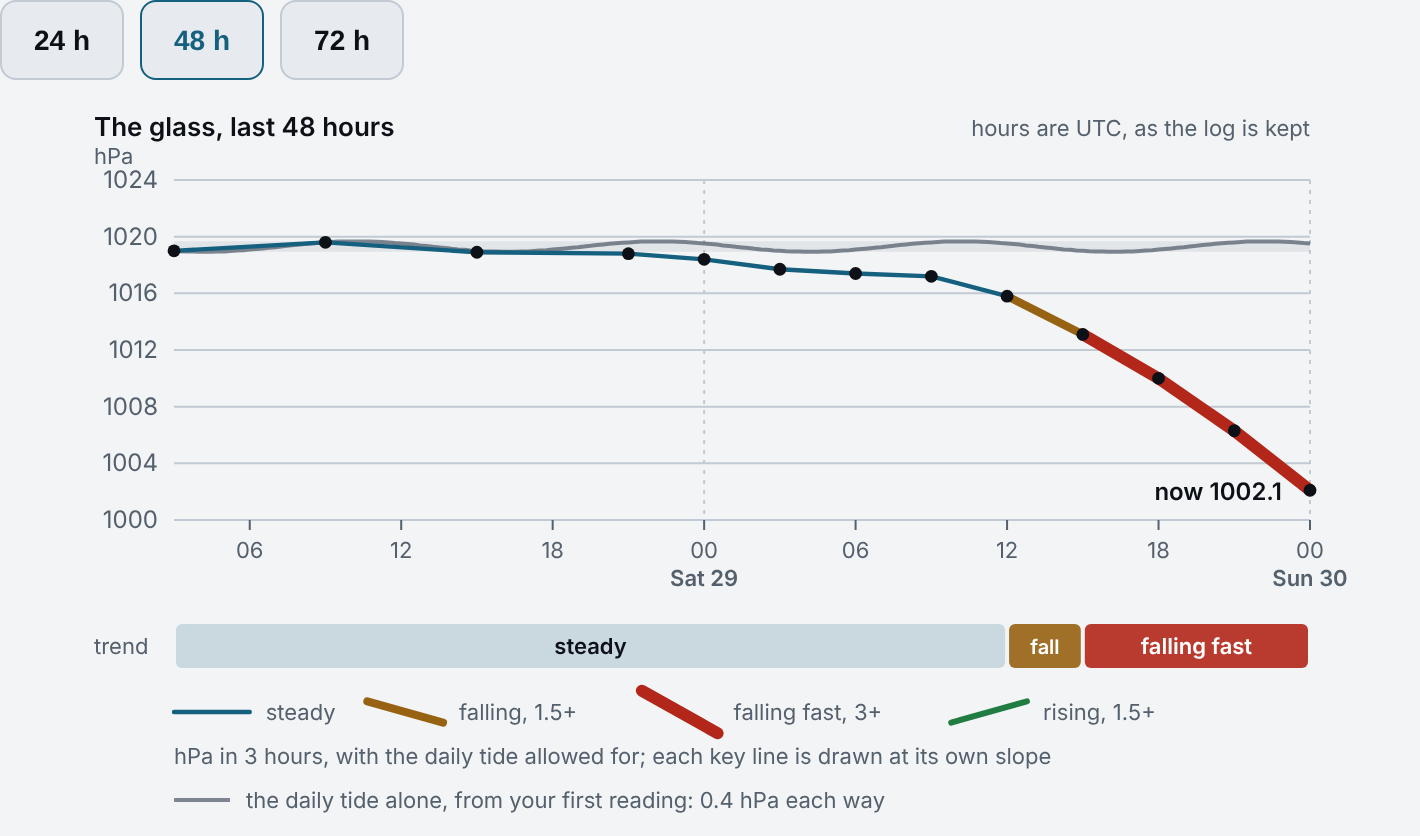 24 h 48 h 72 h
The glass, last 48 hours hours are UTC, as the log is kept
hPa
1024
1020
1016
1012
1008
1004
now 1002.1
1000
06 12 18 00 06 12 18 00
Sat 29 Sun 30
trend steady fall falling fast
steady falling, 1.5+ falling fast, 3+ rising, 1.5+
hPa in 3 hours, with the daily tide allowed for; each key line is drawn at its own slope
the daily tide alone, from your first reading: 0.4 hPa each way